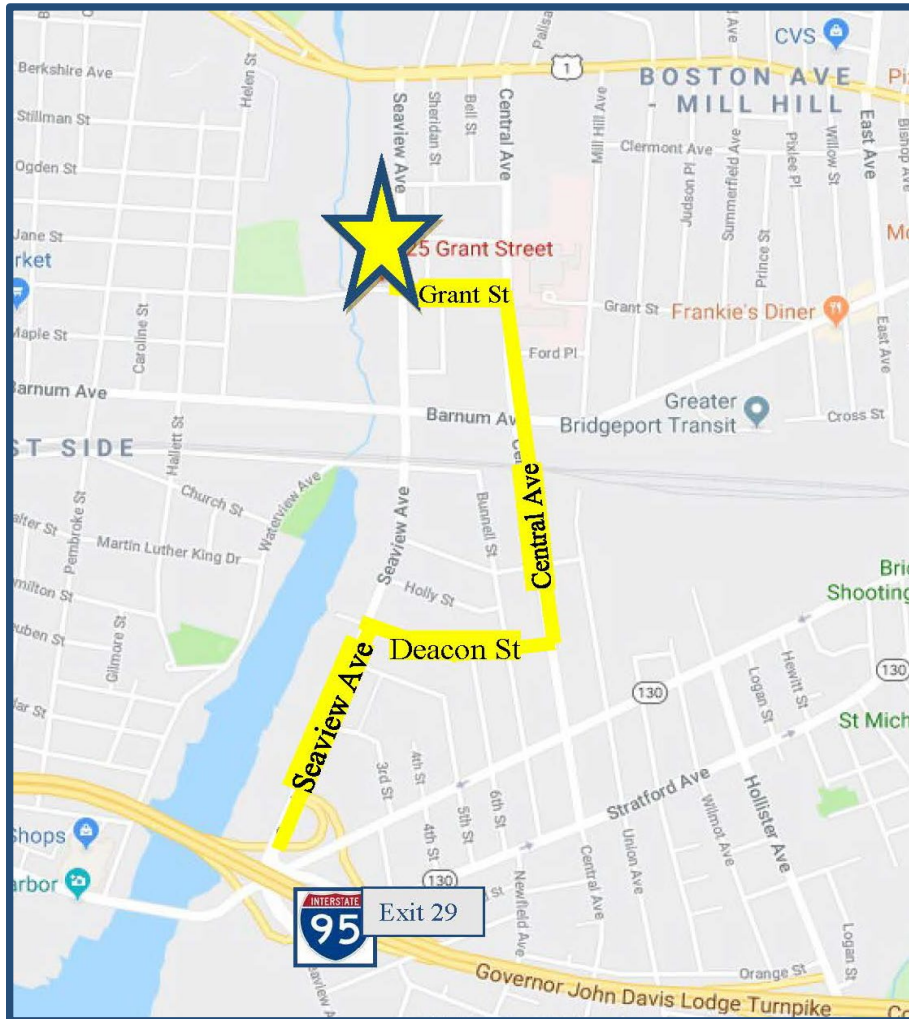 Palisa
CVS
1
BOSTON AVE
- MILL HILL
Berkshire Ave
Helen St
Stillman St
Ogden St
Seaview Ave
Sheridan St
Bell St
Central Ave
Mill Hill Ave
Clermont Ave
Judson Pl
Summerfield Ave
Pixlee Pl
Willow St
East Ave
Bishop Ave
Prince St
Jane St
rket
25 Grant Street
Grant St
Grant St
Frankie's Diner
Maple St
Caroline St
Ford Pl
East Ave
Barnum Ave
Barnum Ave
Greater
Bridgeport Transit
Cross St
ST SIDE
Hallett St
Church St
Waterview Ave
Pembroke St
Martin Luther King Dr
Seaview Ave
Bunnell St
Central Ave
Holly St
Gilmore St
Deacon St
Seaview Ave
Shooting
130
Logan St
Hewitt St
130
St Mich
3rd St
4th St
4th St
5th St
6th St
Stratford Ave
Hollister Ave
Wilmot Ave
Union Ave
Central Ave
Newfield Ave
130
Shops
arbor
INTERSTATE
95
Exit 29
Logan St
Orange St
Governor John Davis Lodge Turnpike